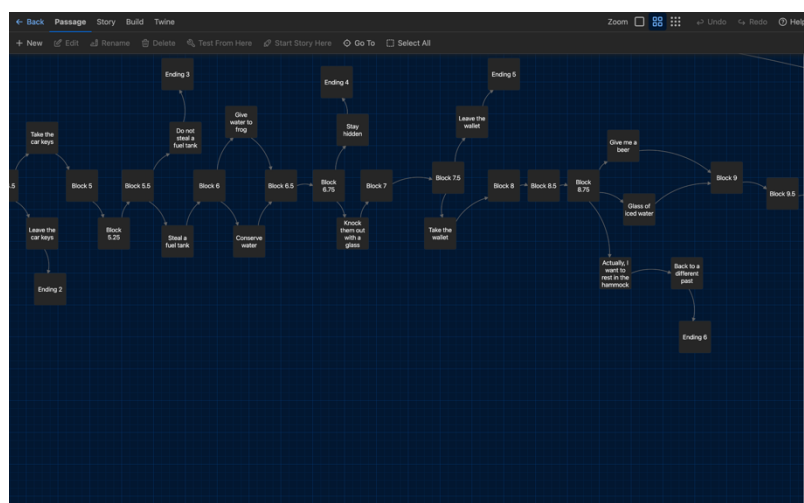 ← Back Passage Story Build Twine Zoom Undo Redo Help
+ New Edit Rename Delete Test From Here Start Story Here Go To Select All
Ending 3
Ending 4
Ending 5
Take the
car keys
Do not
steal a
fuel tank
Give
water to
frog
Stay
hidden
Leave the
wallet
Give me a
beer
5.5
Block 5
Block 5.5
Block 6
Block 6.5
Block
6.75
Block 7
Block 7.5
Block 8
Block 8.5
Block
8.75
Block 9
Block 9.5
Leave the
car keys
Block
5.25
Steal a
fuel tank
Conserve
water
Knock
them out
with a
glass
Take the
wallet
Glass of
iced water
Ending 2
Actually, I
want to
rest in the
hammock
Back to a
different
past
Ending 6